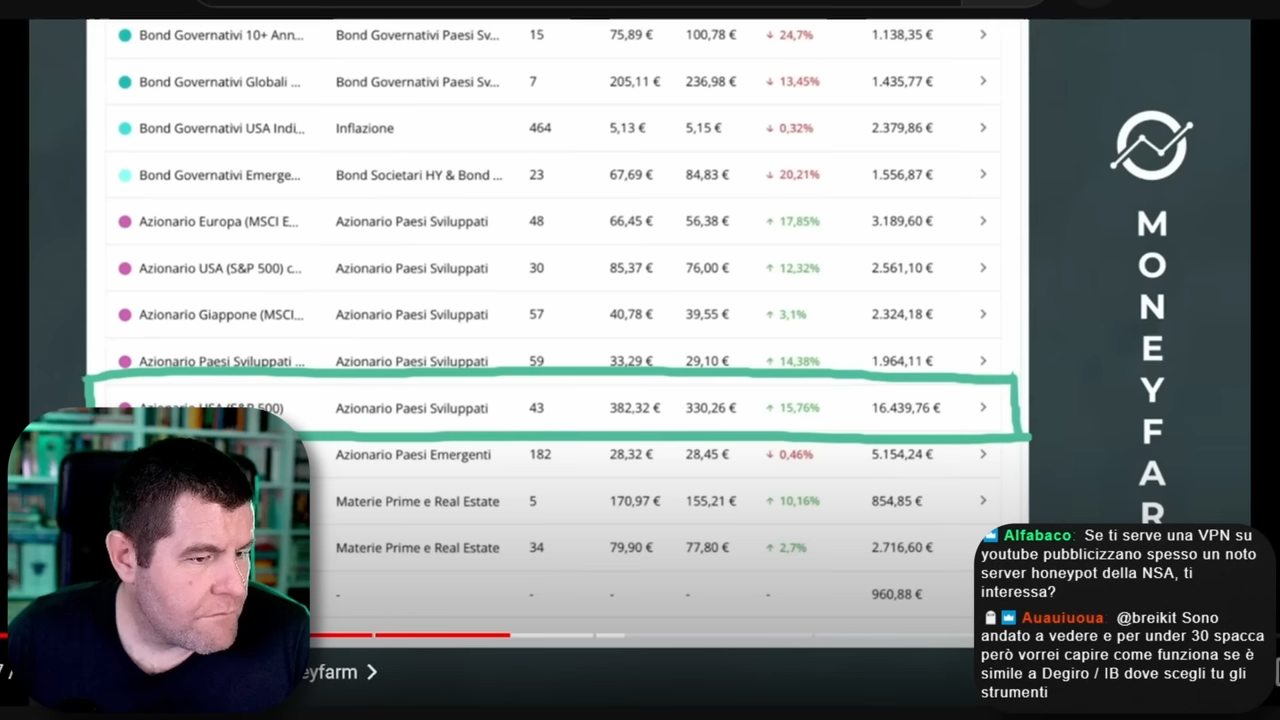 Bond Governativi 10+ Ann... Bond Governativi Paesi Sv... 15 75,89 € 100,78 € ↓ 24,7% 1.138,35 € >
Bond Governativi Globali ... Bond Governativi Paesi Sv... 7 205,11 € 236,98 € ↓ 13,45% 1.435,77 € >
Bond Governativi USA Indi... Inflazione 464 5,13 € 5,15 € ↓ 0,32% 2.379,86 € >
Bond Governativi Emerge... Bond Societari HY & Bond ... 23 67,69 € 84,83 € ↓ 20,21% 1.556,87 € >
Azionario Europa (MSCI E... Azionario Paesi Sviluppati 48 66,45 € 56,38 € ↑ 17,85% 3.189,60 € >
Azionario USA (S&P 500) c... Azionario Paesi Sviluppati 30 85,37 € 76,00 € ↑ 12,32% 2.561,10 € >
Azionario Giappone (MSCI... Azionario Paesi Sviluppati 57 40,78 € 39,55 € ↑ 3,1% 2.324,18 € >
Azionario Paesi Sviluppati ... Azionario Paesi Sviluppati 59 33,29 € 29,10 € ↑ 14,38% 1.964,11 € >
Azionario USA (S&P 500) Azionario Paesi Sviluppati 43 382,32 € 330,26 € ↑ 15,76% 16.439,76 € >
Azionario Paesi Emergenti 182 28,32 € 28,45 € ↓ 0,46% 5.154,24 € >
Materie Prime e Real Estate 5 170,97 € 155,21 € ↑ 10,16% 854,85 € >
Materie Prime e Real Estate 34 79,90 € 77,80 € ↑ 2,7% 2.716,60 € >
- - - - - 960,88 €
MONEYFAR
eyfarm >
Alfabaco: Se ti serve una VPN su
youtube pubblicizzano spesso un noto
server honeypot della NSA, ti
interessa?
Auauiuoua: @breikit Sono
andato a vedere e per under 30 spacca
però vorrei capire come funziona se è
simile a Degiro / IB dove scegli tu gli
strumenti